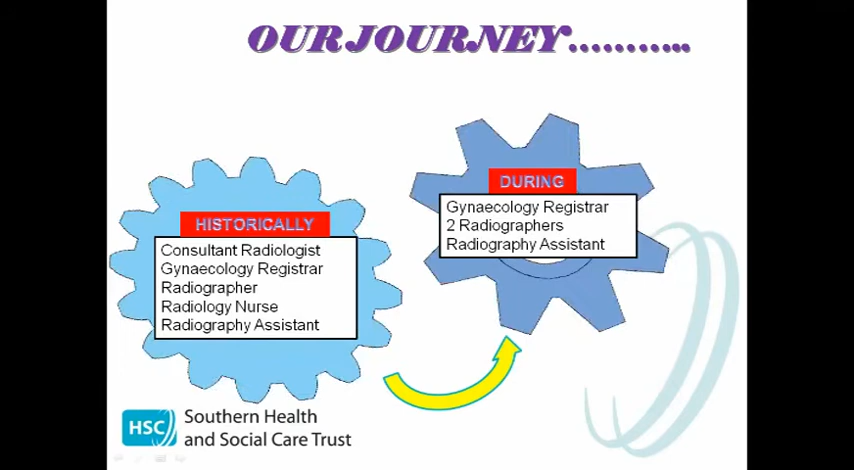 OUR JOURNEY………..
HISTORICALLY
Consultant Radiologist
Gynaecology Registrar
Radiographer
Radiology Nurse
Radiography Assistant
DURING
Gynaecology Registrar
2 Radiographers
Radiography Assistant
HSC
Southern Health
and Social Care Trust